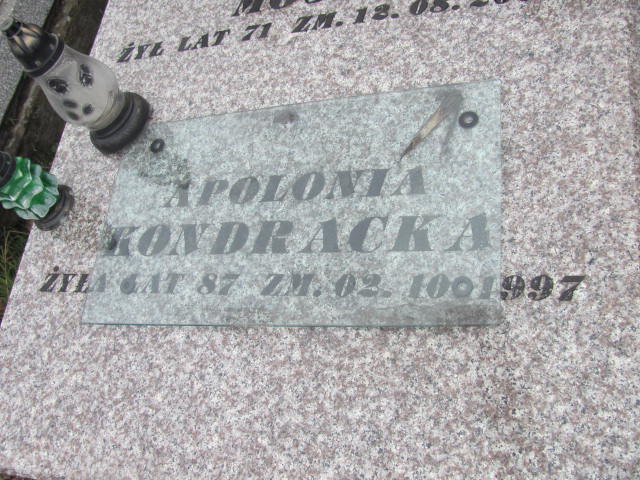 ŻYŁ LAT 71 ZM. 12.08.
APOLONIA
KONDRACKA
ŻYŁA LAT 87 ZM. 02. 10 1997